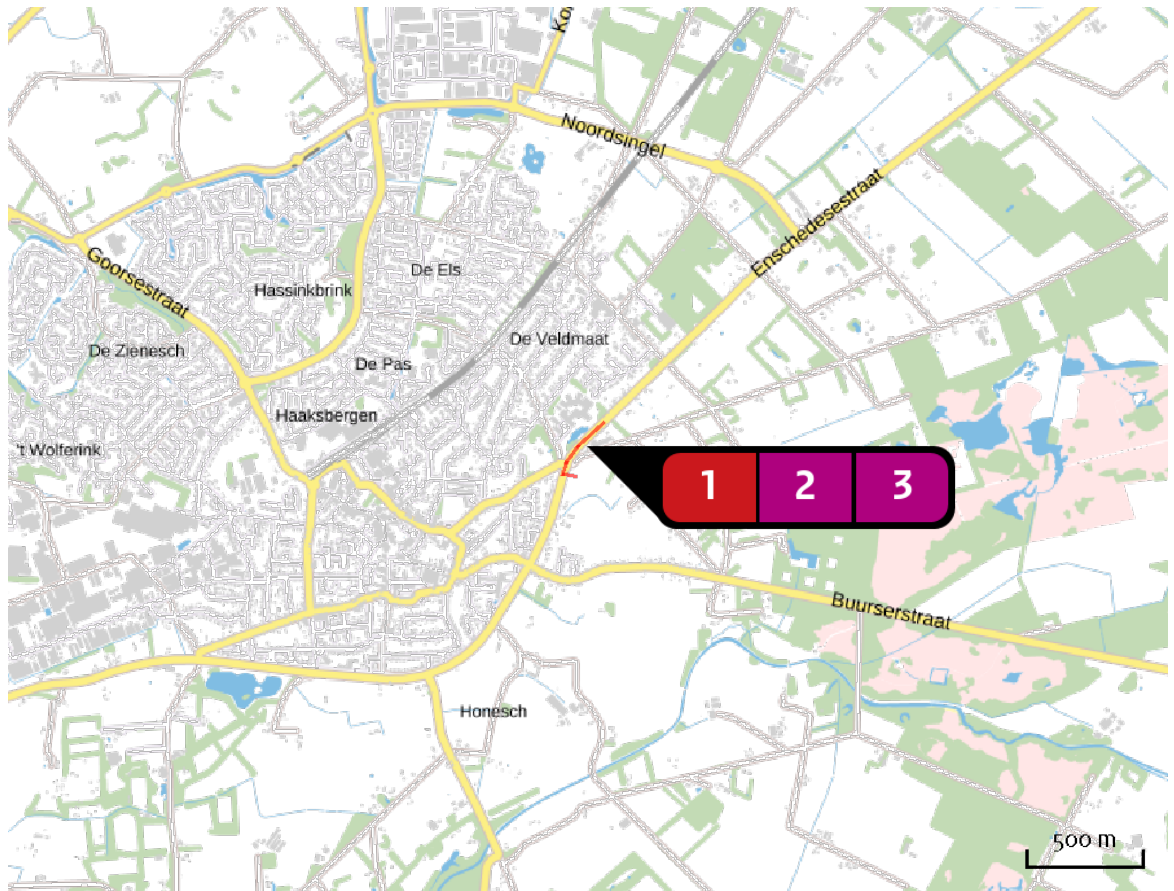 Noordsingel
Enschedesestraat
Goorsestraat
De Els
Hassinkbrink
De Zienesch
De Veldmaat
De Pas
Haaksbergen
't Wolferink
1 2 3
Buurserstraat
Honesch
500 m